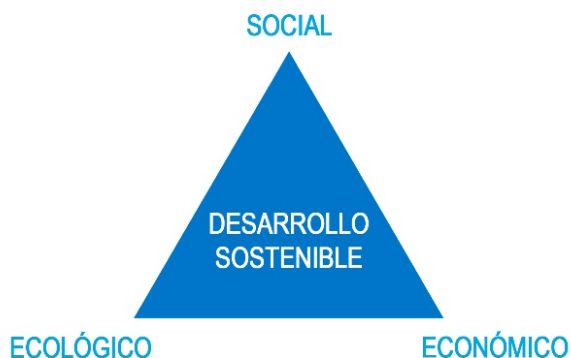 SOCIAL
DESARROLLO
SOSTENIBLE
ECOLÓGICO
ECONÓMICO